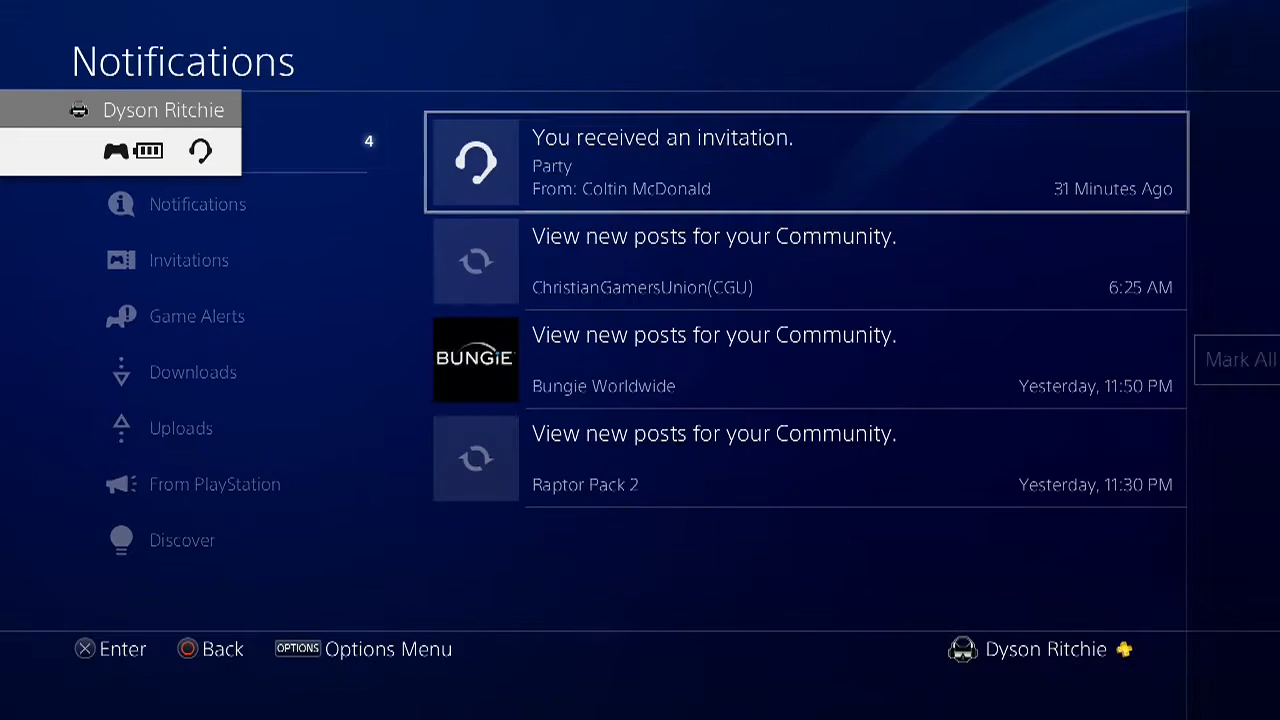 Notifications
Dyson Ritchie
4
Notifications
Invitations
Game Alerts
Downloads
Uploads
From PlayStation
Discover
You received an invitation.
Party
From: Coltin McDonald
31 Minutes Ago
View new posts for your Community.
ChristianGamersUnion(CGU)
6:25 AM
BUNGiE
View new posts for your Community.
Bungie Worldwide
Yesterday, 11:50 PM
View new posts for your Community.
Raptor Pack 2
Yesterday, 11:30 PM
Mark All
Enter
Back
OPTIONS Options Menu
Dyson Ritchie